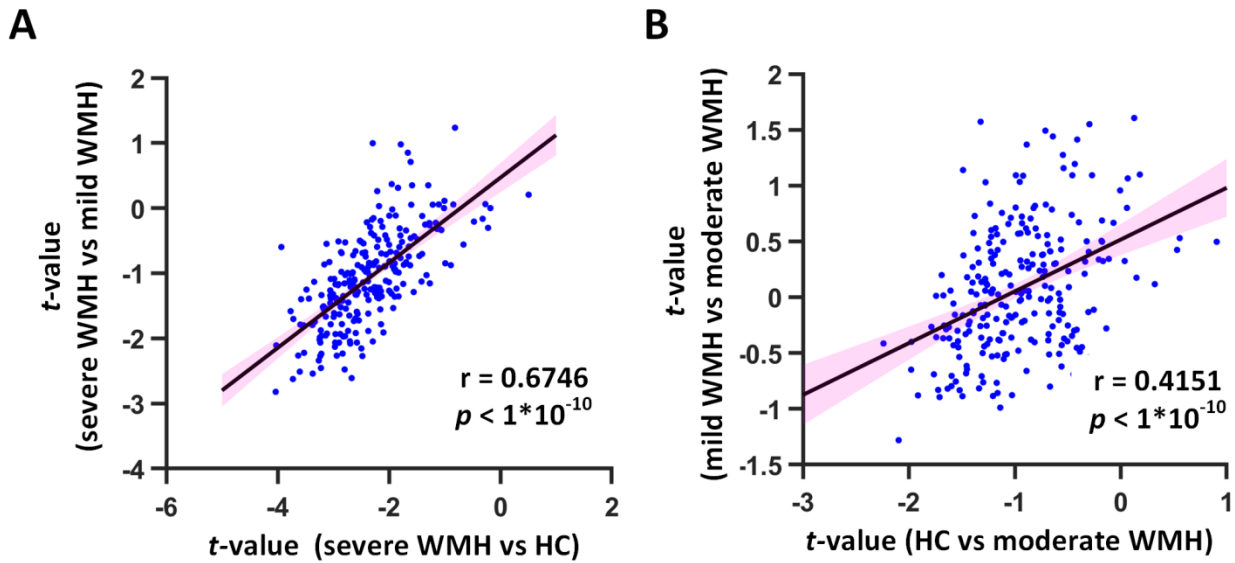 A
t-value
(severe WMH vs mild WMH)
2
1
0
-1
-2
-3
-4
r = 0.6746
p < 1*10⁻¹⁰
-6
-4
-2
0
2
t-value (severe WMH vs HC)
B
t-value
(mild WMH vs moderate WMH)
2
1.5
1
0.5
0
-0.5
-1
-1.5
r = 0.4151
p < 1*10⁻¹⁰
-3
-2
-1
0
1
t-value (HC vs moderate WMH)